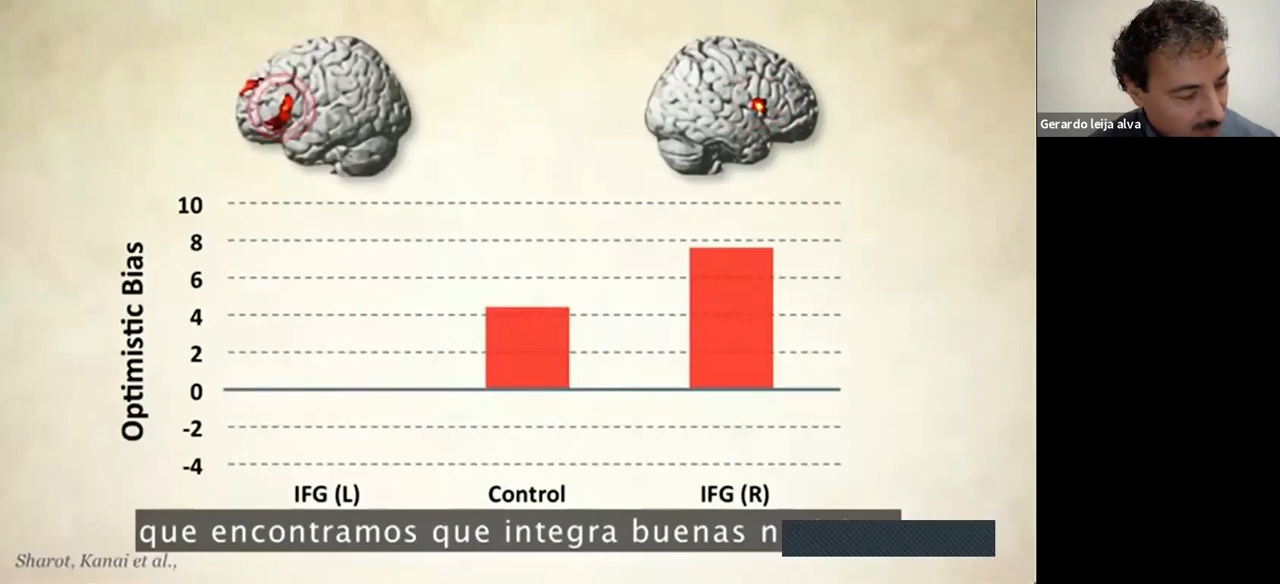 Gerardo leija alva
10
8
6
4
2
0
-2
-4
Optimistic Bias
IFG (L) Control IFG (R)
que encontramos que integra buenas
Sharot, Kanai et al.,